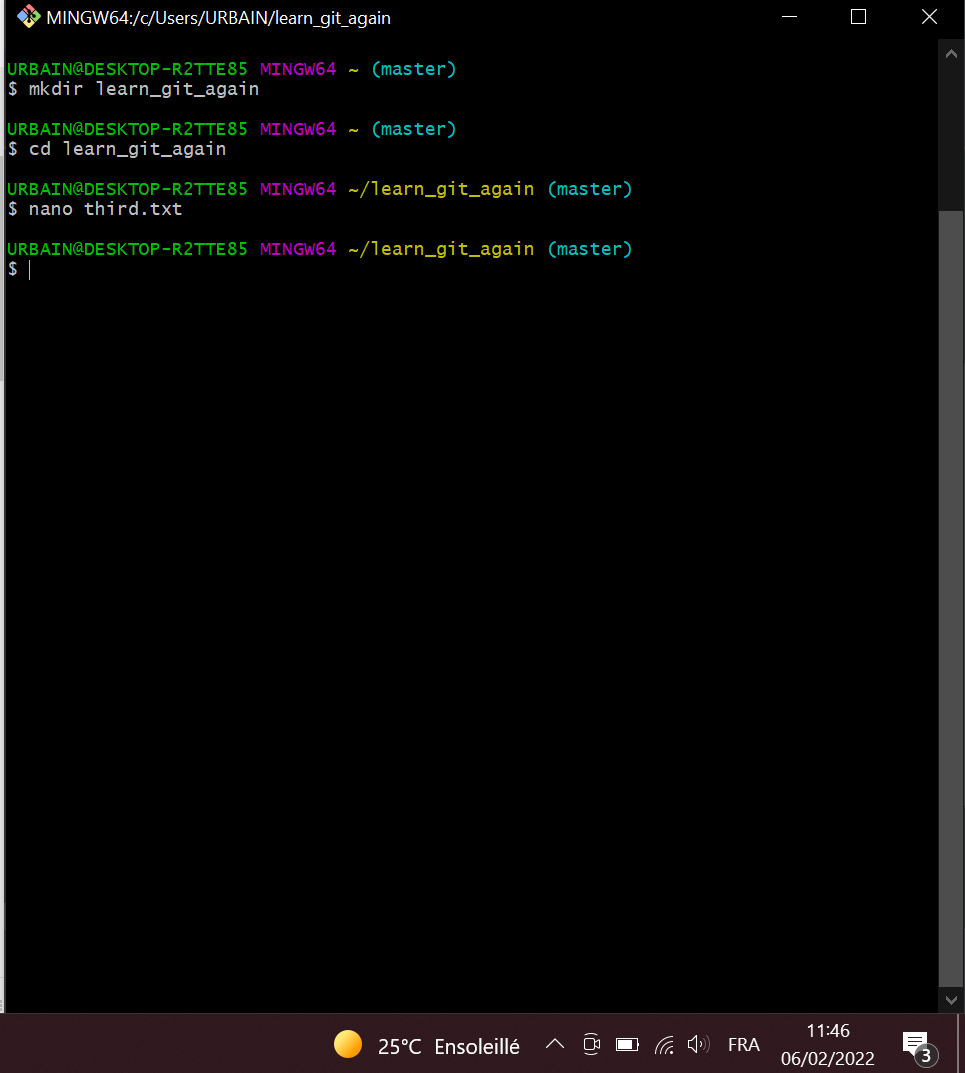 MINGW64:/c/Users/URBAIN/learn_git_again
URBAIN@DESKTOP-R2TTE85 MINGW64 ~ (master)
$ mkdir learn_git_again
URBAIN@DESKTOP-R2TTE85 MINGW64 ~ (master)
$ cd learn_git_again
URBAIN@DESKTOP-R2TTE85 MINGW64 ~/learn_git_again (master)
$ nano third.txt
URBAIN@DESKTOP-R2TTE85 MINGW64 ~/learn_git_again (master)
$
25°C Ensoleillé
FRA
11:46
06/02/2022
3